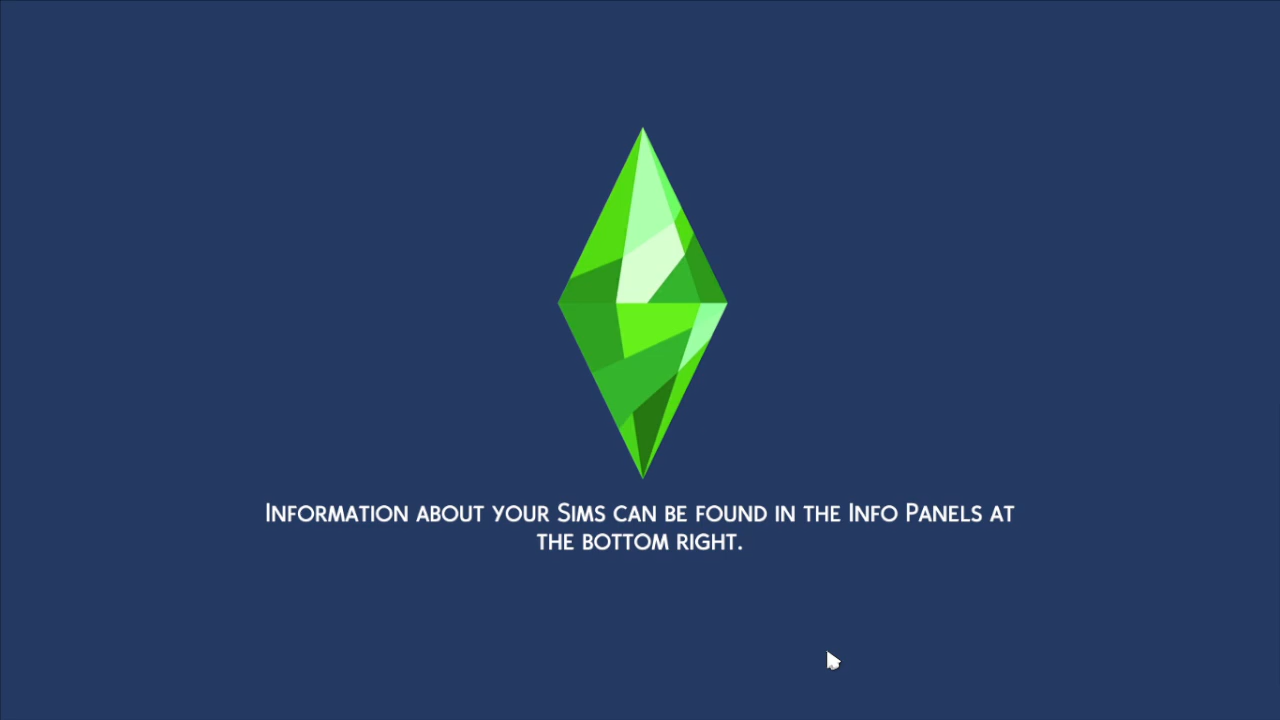 Information about your Sims can be found in the Info Panels at
the bottom right.